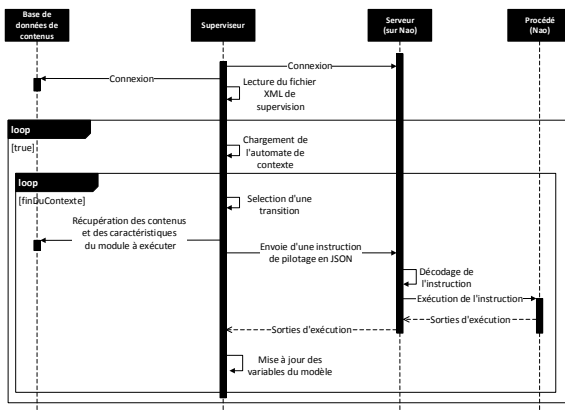 Base de
données de
contenus
Superviseur
Serveur
(sur Nao)
Procédé
(Nao)
Connexion
Connexion
Lecture du fichier
XML de
supervision
loop
[true]
Chargement de
l'automate de
contexte
loop
[finDuContexte]
Selection d'une
transition
Récupération des contenus
et des caractéristiques
du module à exécuter
Envoie d'une instruction
de pilotage en JSON
Décodage de
l'instruction
Exécution de l'instruction
Sorties d'exécution
Sorties d'exécution
Mise à jour des
variables du modèle